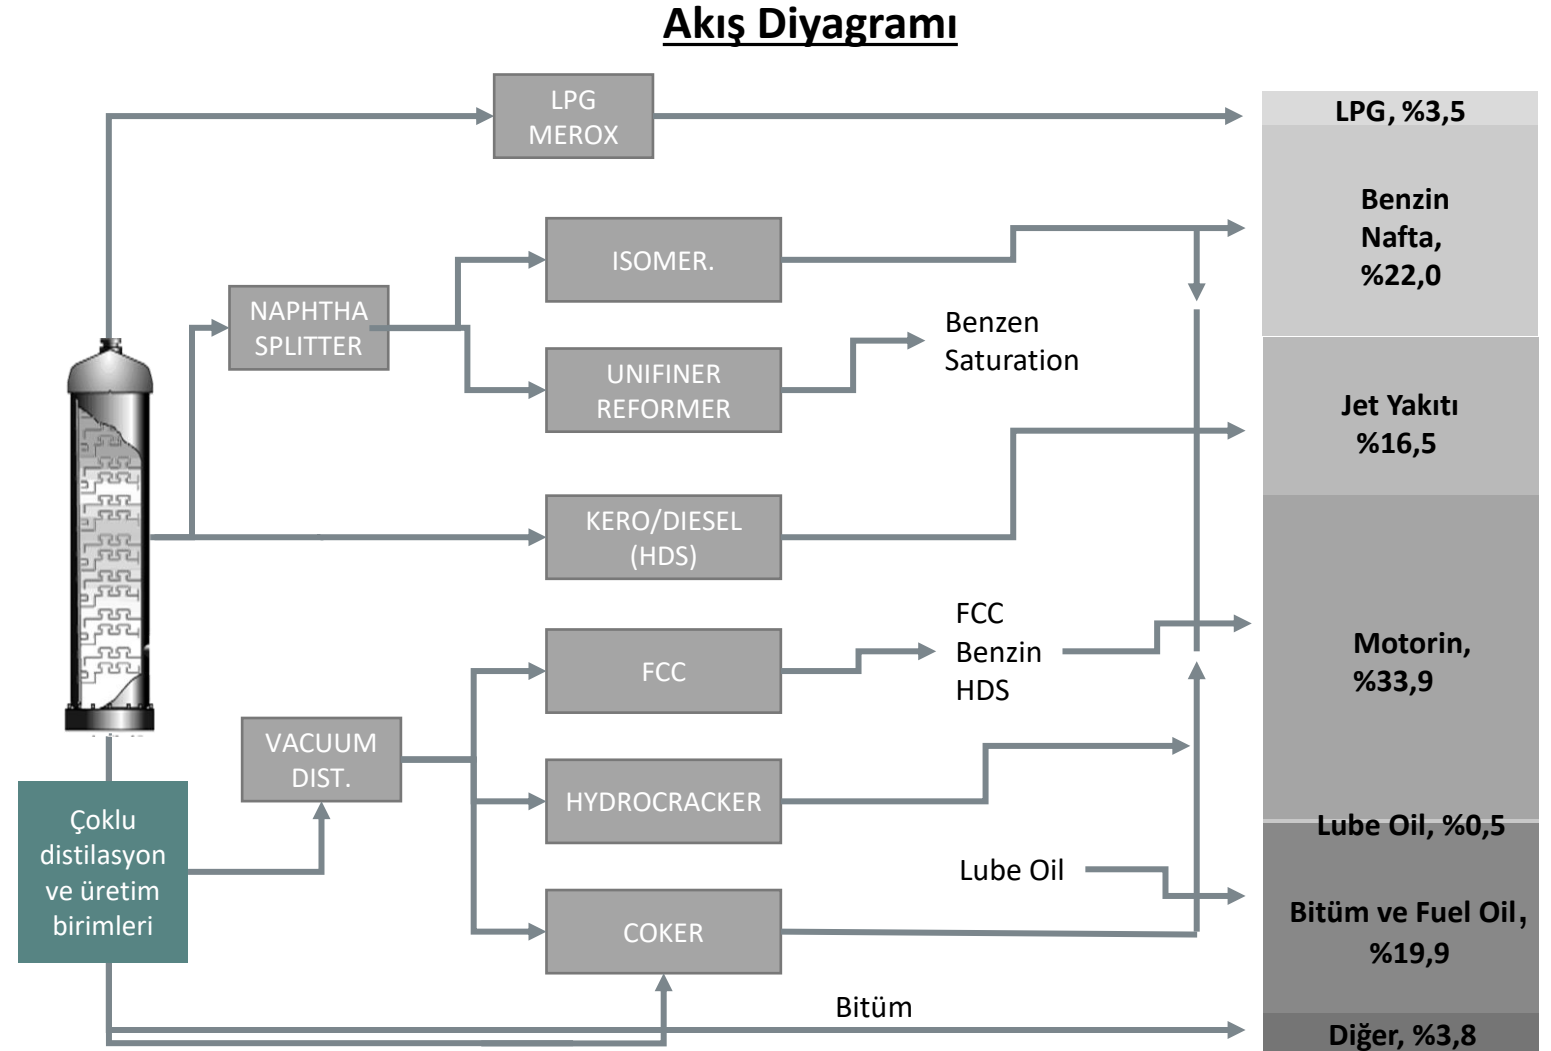 Akış Diyagramı
LPG
MEROX
LPG, %3,5
Benzin
Nafta,
%22,0
ISOMER.
NAPHTHA
SPLITTER
Benzen
Saturation
UNIFINER
REFORMER
Jet Yakıtı
%16,5
KERO/DIESEL
(HDS)
FCC
Benzin
HDS
FCC
Motorin,
%33,9
VACUUM
DIST.
HYDROCRACKER
Çoklu
distilasyon
ve üretim
birimleri
Lube Oil, %0,5
Lube Oil
Bitüm ve Fuel Oil,
%19,9
COKER
Bitüm
Diğer, %3,8